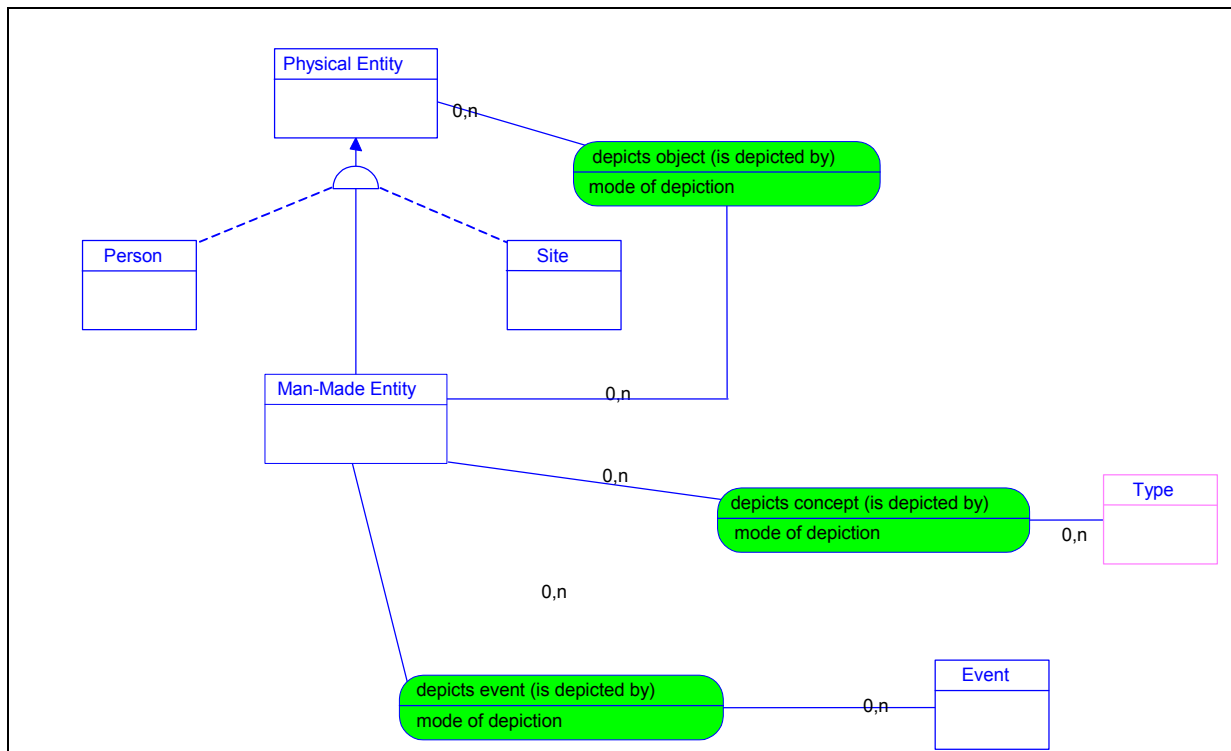 Physical Entity
0,n
depicts object (is depicted by)
mode of depiction
Person
Site
Man-Made Entity
0,n
0,n
depicts concept (is depicted by)
mode of depiction
Type
0,n
0,n
depicts event (is depicted by)
mode of depiction
Event
0,n